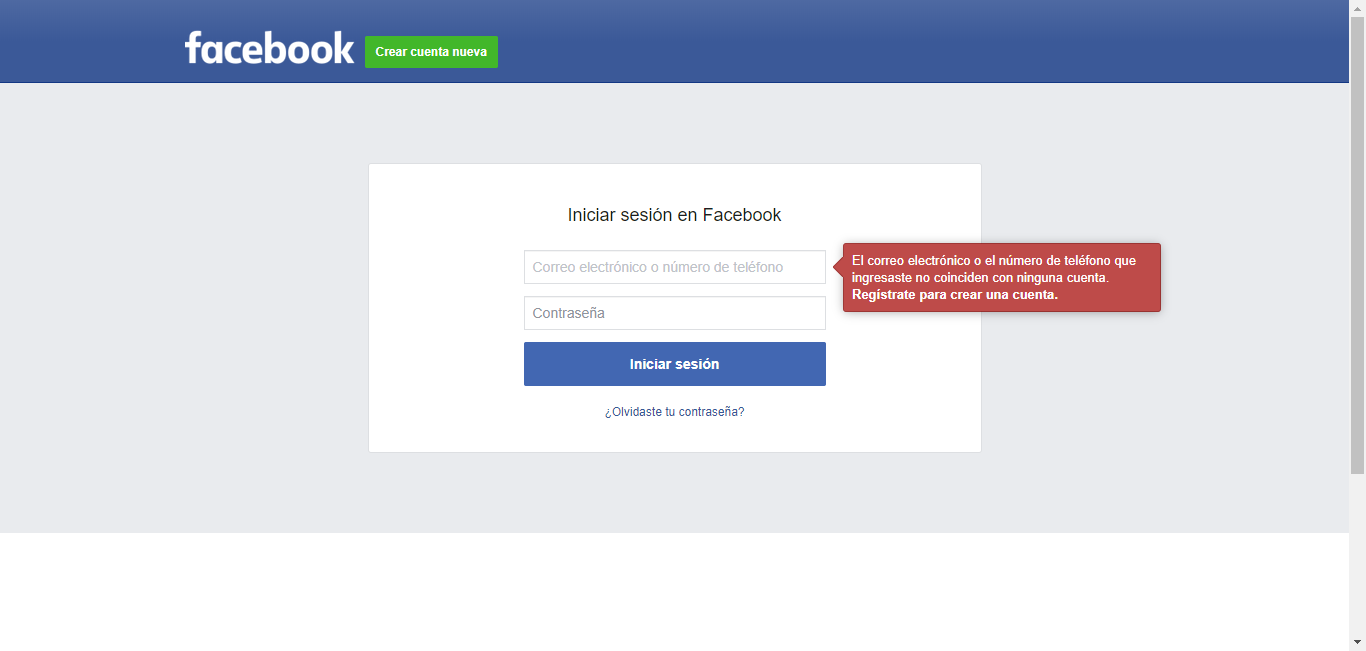 facebook
Crear cuenta nueva
Iniciar sesión en Facebook
Correo electrónico o número de teléfono
El correo electrónico o el número de teléfono que
ingresaste no coinciden con ninguna cuenta.
Regístrate para crear una cuenta.
Contraseña
Iniciar sesión
¿Olvidaste tu contraseña?